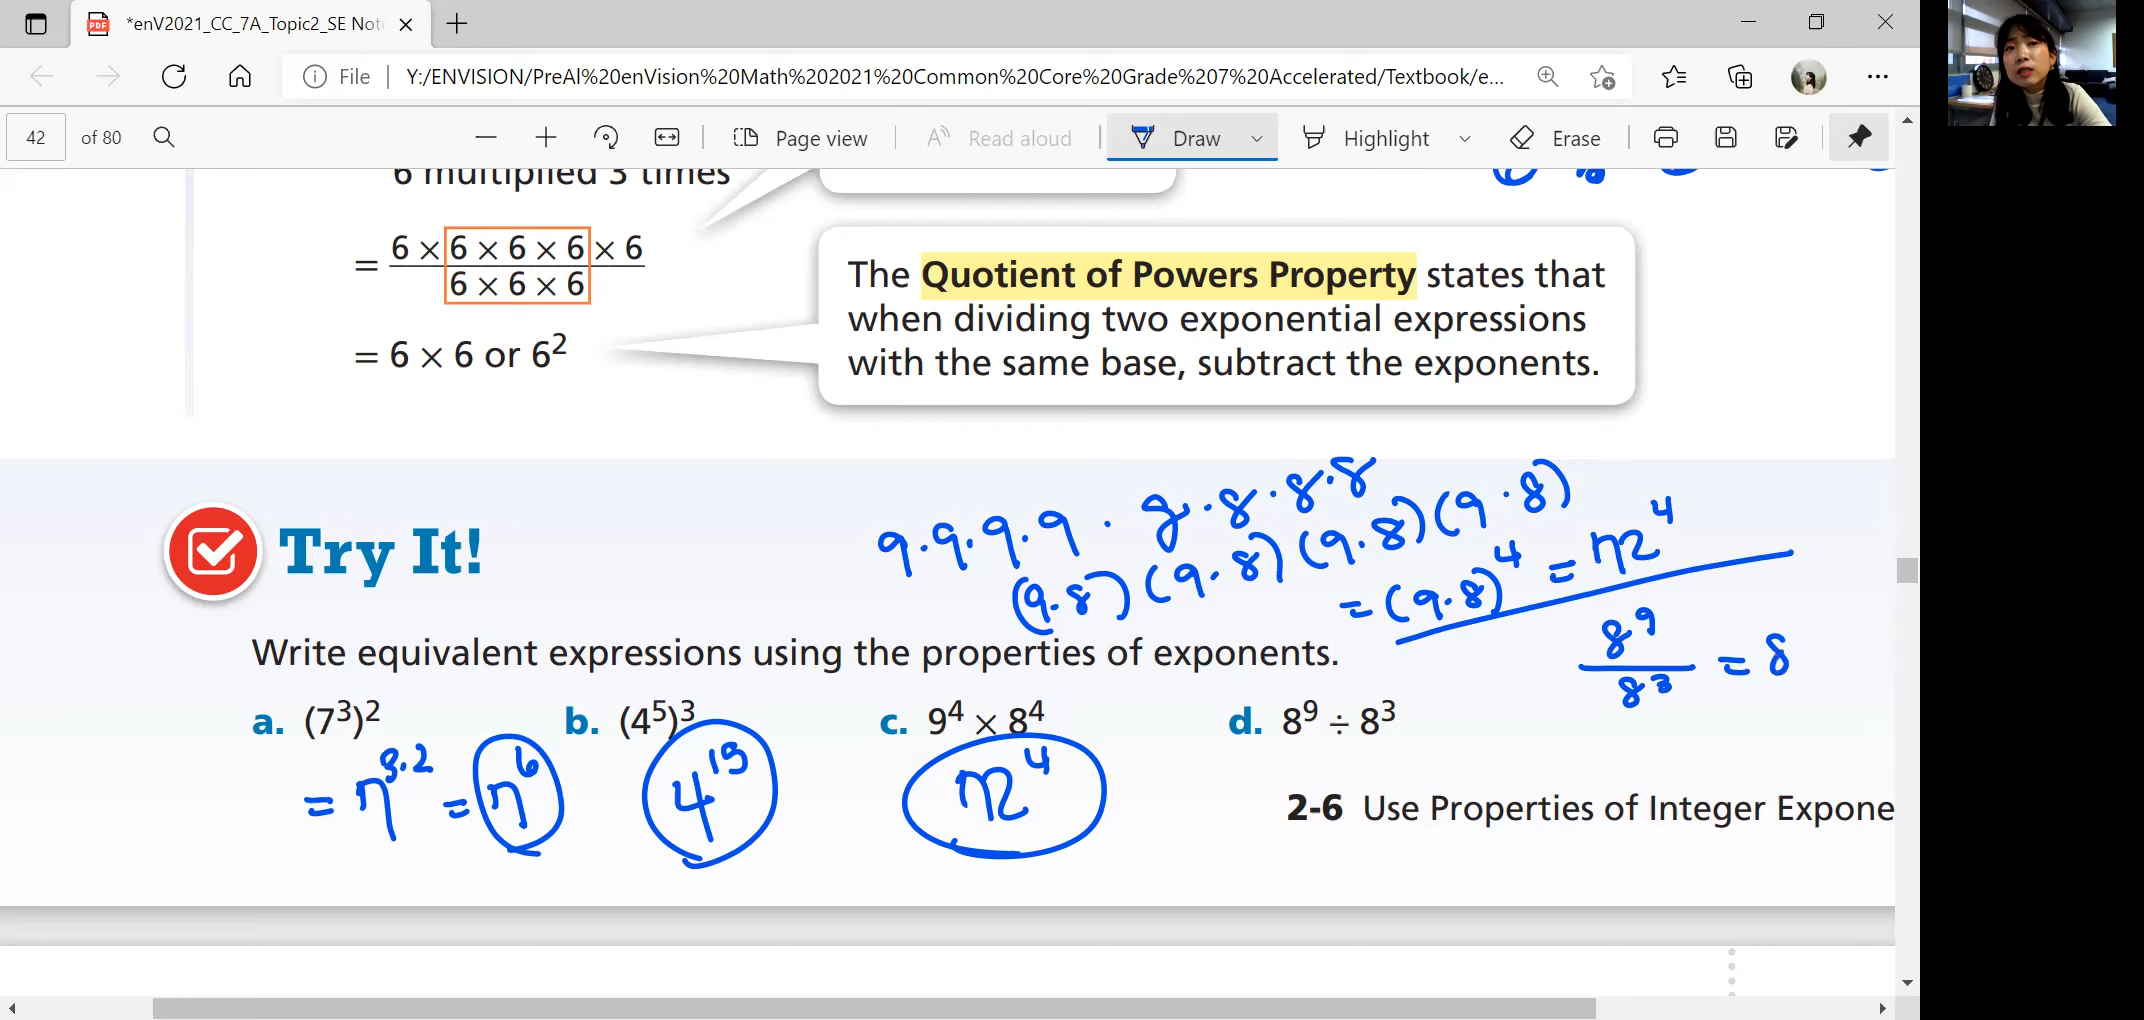 *enV2021_CC_7A_Topic2_SE Not
File
Y:/ENVISION/PreAl%20enVision%20Math%202021%20Common%20Core%20Grade%207%20Accelerated/Textbook/e...
42 of 80
Page view
Read aloud
Draw
Highlight
Erase
6 multiplied 3 times
= 6 × 6 × 6 × 6 × 6 / 6 × 6 × 6
= 6 × 6 or 6²
The Quotient of Powers Property states that
when dividing two exponential expressions
with the same base, subtract the exponents.
Try It!
9·9·9·9 · 8·8·8·8
(9·8)(9·8)(9·8)(9·8)
= (9·8)⁴ = 72⁴
8⁹ / 8³ = 8
Write equivalent expressions using the properties of exponents.
a. (7³)²
b. (4⁵)³
c. 9⁴ × 8⁴
d. 8⁹ ÷ 8³
= 7³·² = 7⁶
4¹⁵
72⁴
2-6 Use Properties of Integer Expone